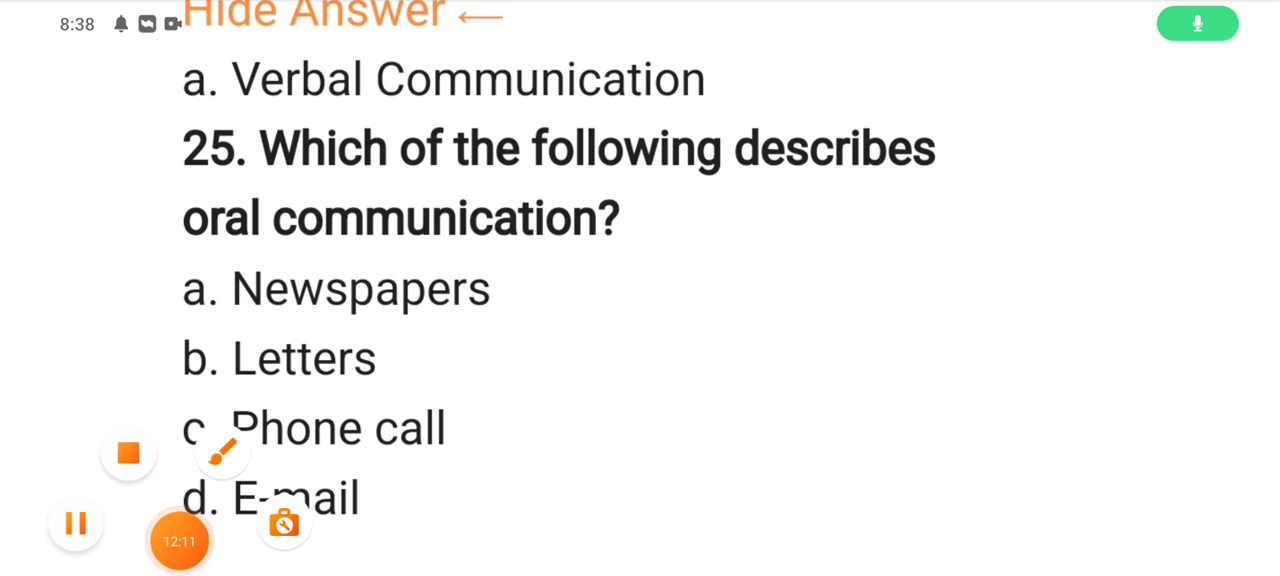 Hide Answer ←
8:38
a. Verbal Communication
25. Which of the following describes
oral communication?
a. Newspapers
b. Letters
c. Phone call
d. E-mail
12:11